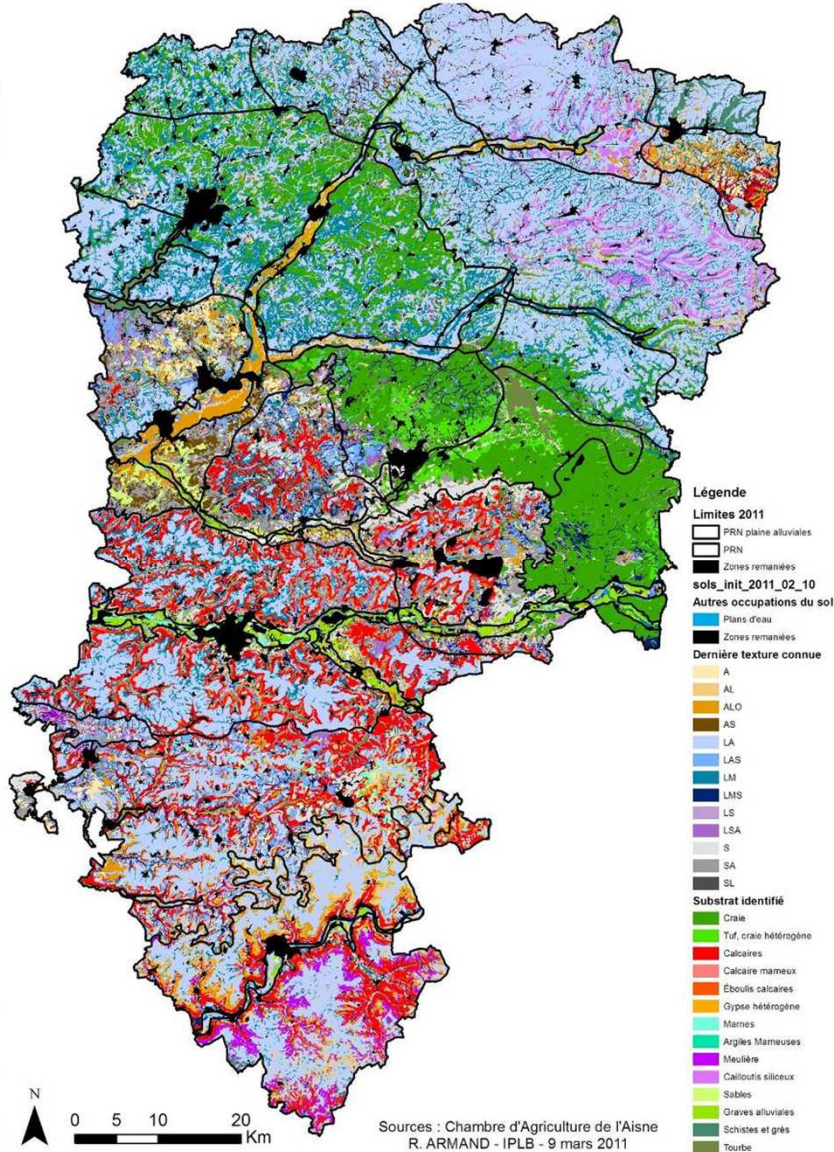 Légende
Limites 2011
PRN plaine alluviales
PRN
Zones remaniées
sols_init_2011_02_10
Autres occupations du sol
Plans d'eau
Zones remaniées
Dernière texture connue
A
AL
ALO
AS
LA
LAS
LM
LMS
LS
LSA
S
SA
SL
Substrat identifié
Craie
Tuf, craie hétérogène
Calcaires
Calcaire marneux
Éboulis calcaires
Gypse hétérogène
Marnes
Argiles Marneuses
Meulière
Cailloutis siliceux
Sables
Graves alluviales
Schistes et grès
Tourbe
N
0 5 10 20
Km
Sources : Chambre d'Agriculture de l'Aisne
R. ARMAND - IPLB - 9 mars 2011